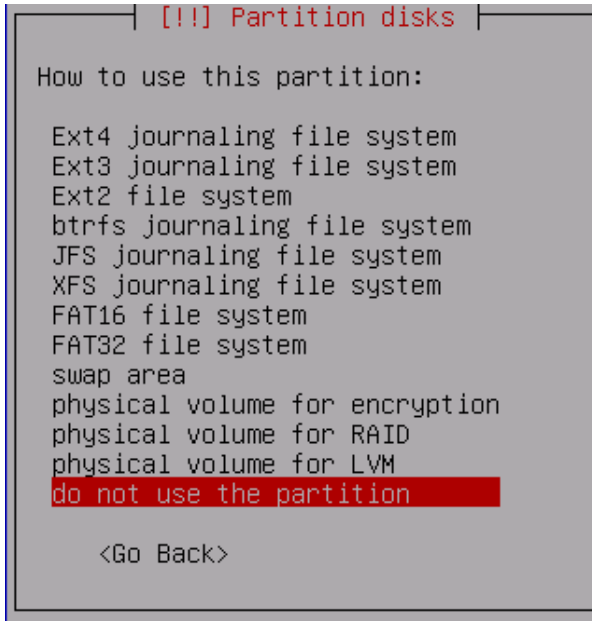 [!!] Partition disks
How to use this partition:
Ext4 journaling file system
Ext3 journaling file system
Ext2 file system
btrfs journaling file system
JFS journaling file system
XFS journaling file system
FAT16 file system
FAT32 file system
swap area
physical volume for encryption
physical volume for RAID
physical volume for LVM
do not use the partition
<Go Back>